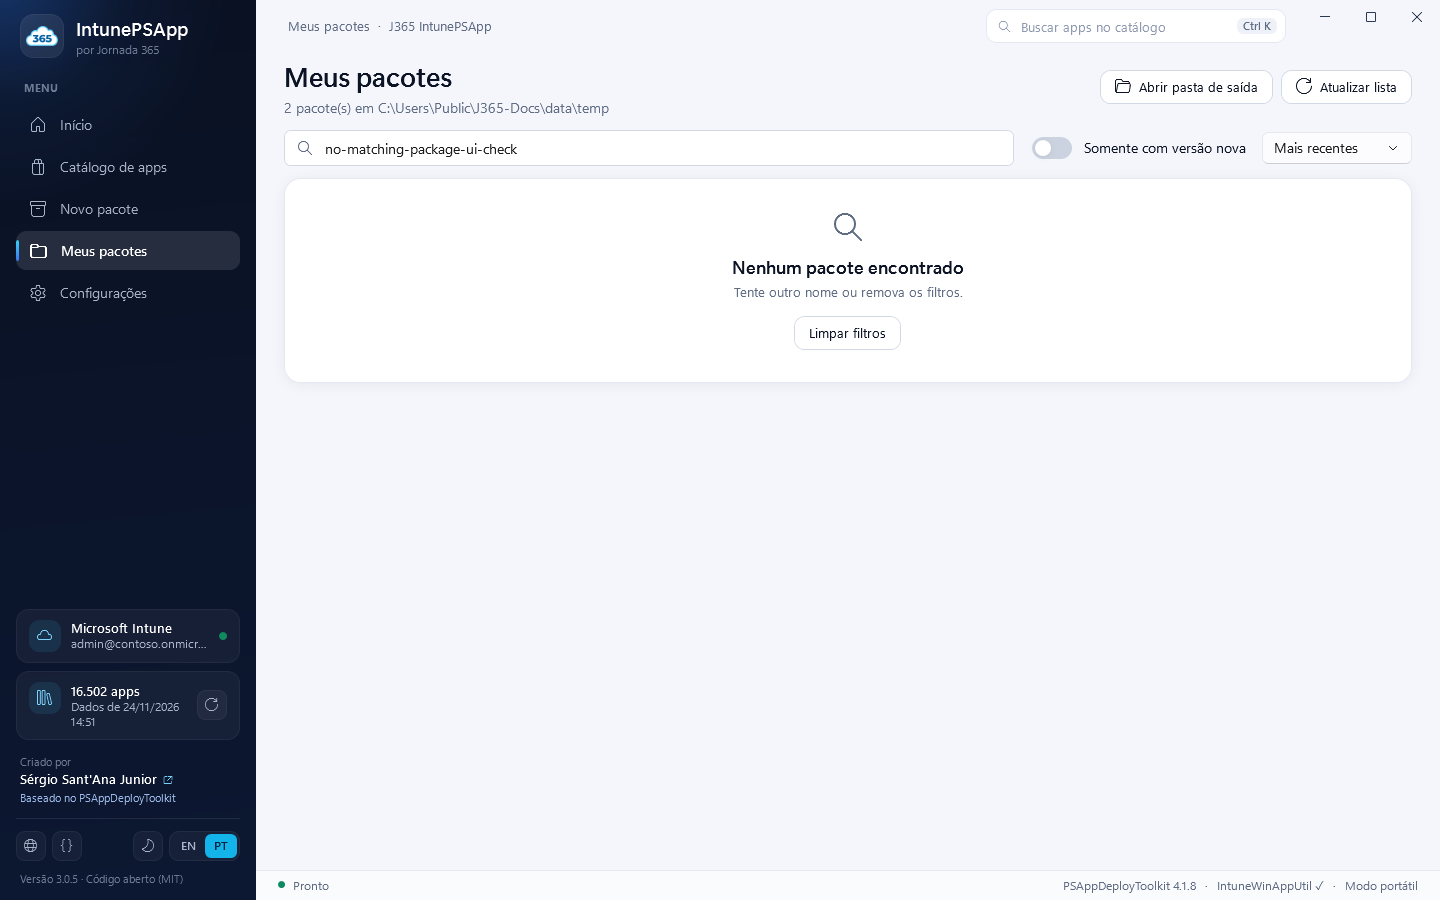 365
IntunePSApp
por Jornada 365
MENU
Início
Catálogo de apps
Novo pacote
Meus pacotes
Configurações
Microsoft Intune
admin@contoso.onmicr...
16.502 apps
Dados de 24/11/2026
14:51
Criado por
Sérgio Sant'Ana Junior
Baseado no PSAppDeployToolkit
{}
EN
PT
Versão 3.0.5 · Código aberto (MIT)
Meus pacotes · J365 IntunePSApp
Buscar apps no catálogo
Ctrl K
Meus pacotes
2 pacote(s) em C:\Users\Public\J365-Docs\data\temp
Abrir pasta de saída
Atualizar lista
no-matching-package-ui-check
Somente com versão nova
Mais recentes
Nenhum pacote encontrado
Tente outro nome ou remova os filtros.
Limpar filtros
Pronto
PSAppDeployToolkit 4.1.8 · IntuneWinAppUtil ✓ · Modo portátil